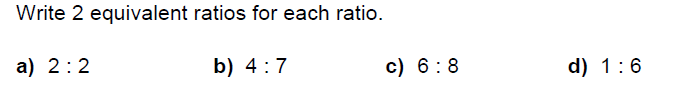 Write 2 equivalent ratios for each ratio.
a) 2 : 2 b) 4 : 7 c) 6 : 8 d) 1 : 6